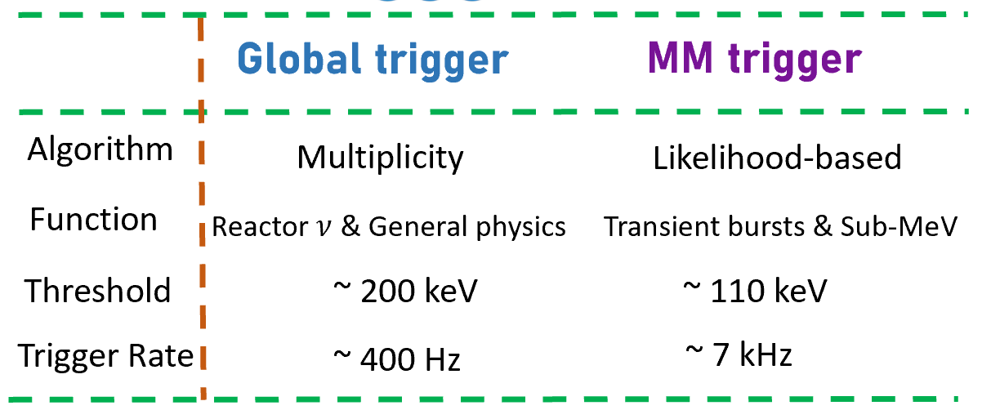 Global trigger MM trigger
Algorithm Multiplicity Likelihood-based
Function Reactor ν & General physics Transient bursts & Sub-MeV
Threshold ~ 200 keV ~ 110 keV
Trigger Rate ~ 400 Hz ~ 7 kHz